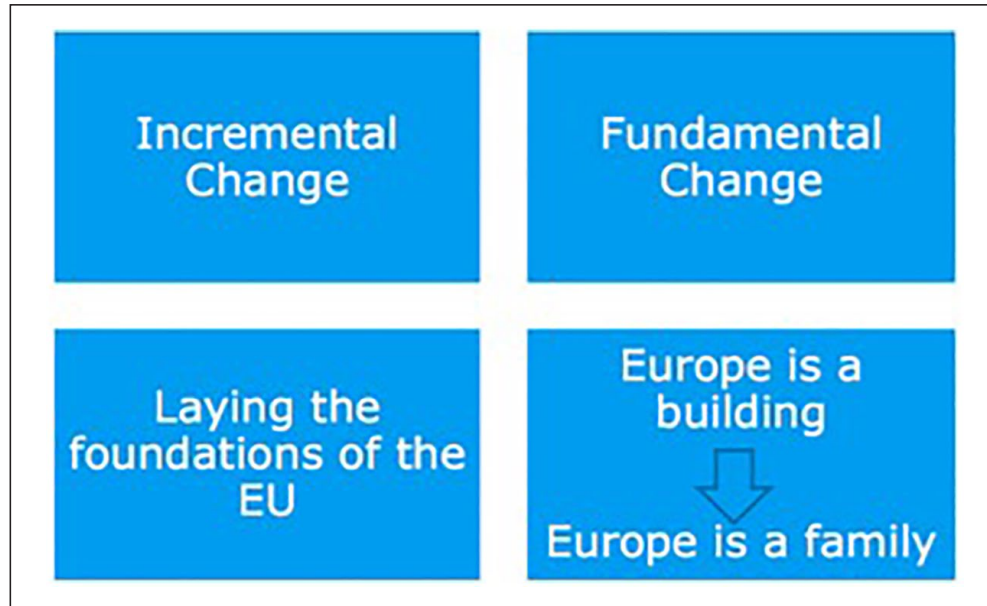 Incremental
Change
Fundamental
Change
Laying the
foundations of the
EU
Europe is a
building
Europe is a family